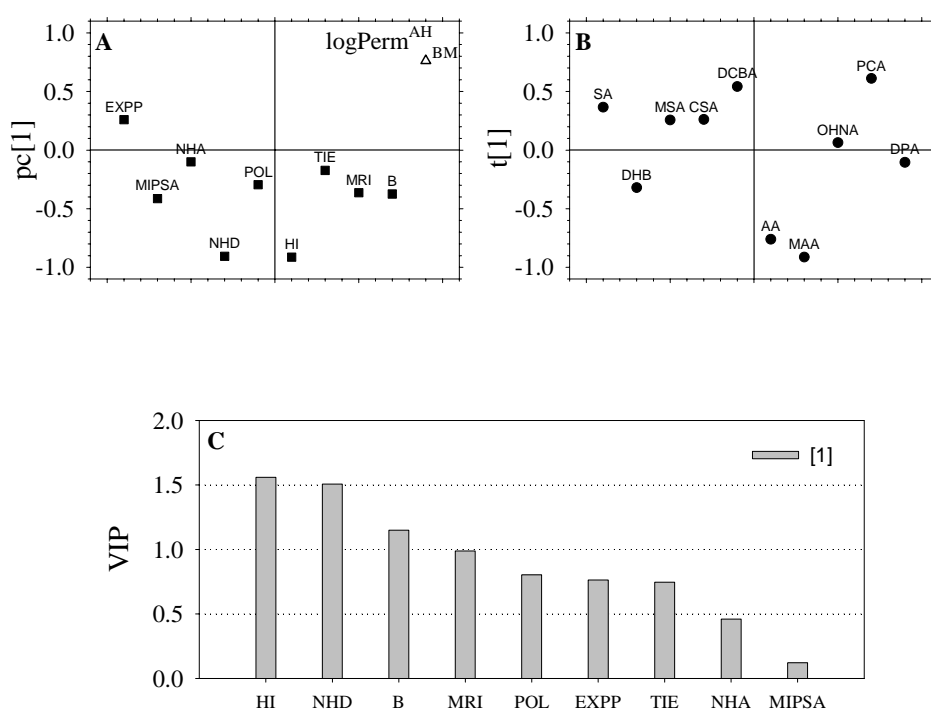 A
logPerm^AH_BM
pc[1]
1.0
0.5
0.0
-0.5
-1.0
EXPP
NHA
MIPSA
POL
NHD
HI
TIE
MRI
B
B
t[1]
1.0
0.5
0.0
-0.5
-1.0
SA
DHB
MSA
CSA
DCBA
PCA
OHNA
DPA
AA
MAA
C
[1]
VIP
2.0
1.5
1.0
0.5
0.0
HI NHD B MRI POL EXPP TIE NHA MIPSA